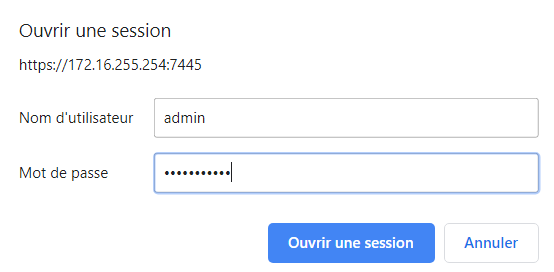 Ouvrir une session
https://172.16.255.254:7445
Nom d'utilisateur admin
Mot de passe •••••••••••
Ouvrir une session Annuler